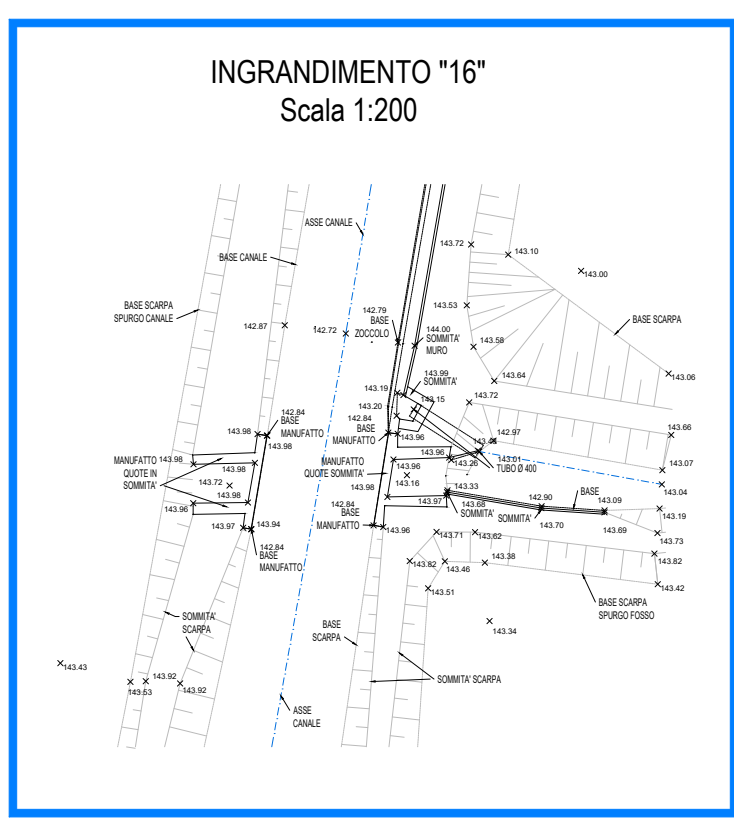 INGRANDIMENTO "16"
Scala 1:200
ASSE CANALE
143.72
143.10
BASE CANALE
143.00
BASE SCARPA
SPURGO CANALE
143.53
142.79
BASE
ZOCCOLO
BASE SCARPA
142.87
142.72
144.00
SOMMITA'
MURO
143.58
143.99
SOMMITA'
143.64
143.06
143.19
143.15
143.72
143.20
142.84
BASE
MANUFATTO
142.84
BASE
MANUFATTO
143.98
143.98
143.96
142.97
143.66
MANUFATTO
QUOTE IN
SOMMITA'
143.98
143.98
MANUFATTO
QUOTE SOMMITA'
143.96
143.96
143.26
143.01
TUBO Ø 400
143.07
143.72
143.16
143.98
143.04
143.98
143.96
142.84
BASE
MANUFATTO
143.97
143.33
143.68
142.90
BASE
143.09
SOMMITA'
143.70
143.69
143.19
143.97
143.94
143.96
143.71
143.62
143.73
142.84
BASE
MANUFATTO
143.82
143.46
143.38
143.82
143.51
143.42
SOMMITA'
SCARPA
BASE
SCARPA
BASE SCARPA
SPURGO FOSSO
143.34
143.43
143.53
143.92
143.92
SOMMITA' SCARPA
ASSE
CANALE